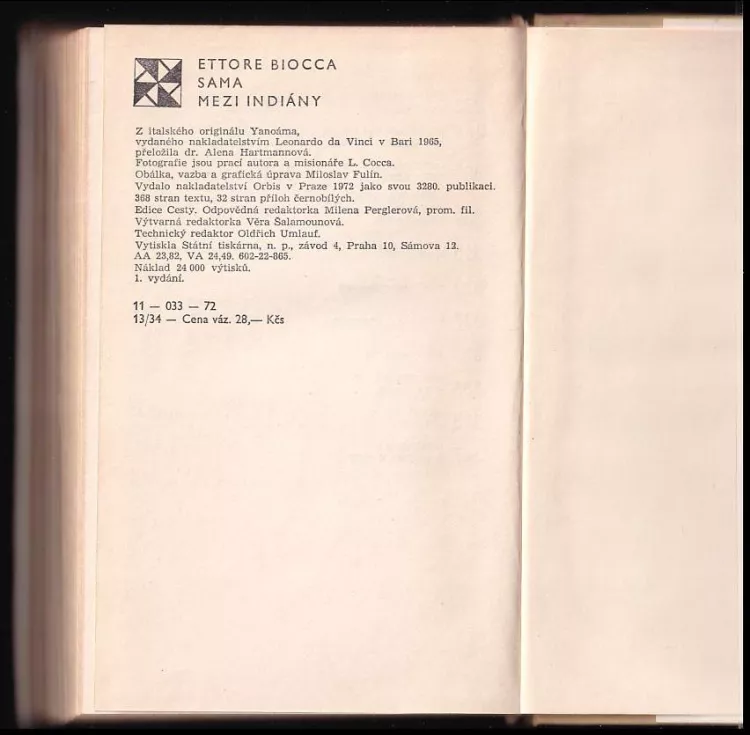 ETTORE BIOCCA
SAMA
MEZI INDIÁNY
Z italského originálu Yanoáma,
vydaného nakladatelstvím Leonardo da Vinci v Bari 1965,
přeložila dr. Alena Hartmannová.
Fotografie jsou prací autora a misionáře L. Cocca.
Obálka, vazba a grafická úprava Miloslav Fulín.
Vydalo nakladatelství Orbis v Praze 1972 jako svou 3280. publikaci.
368 stran textu, 32 stran příloh černobílých.
Edice Cesty. Odpovědná redaktorka Milena Perglerová, prom. fil.
Výtvarná redaktorka Věra Šalamounová.
Technický redaktor Oldřich Umlauf.
Vytiskla Státní tiskárna, n. p., závod 4, Praha 10, Sámova 12.
AA 23,82, VA 24,49. 602-22-865.
Náklad 24 000 výtisků.
1. vydání.
11 — 033 — 72
13/34 — Cena váz. 28,— Kčs